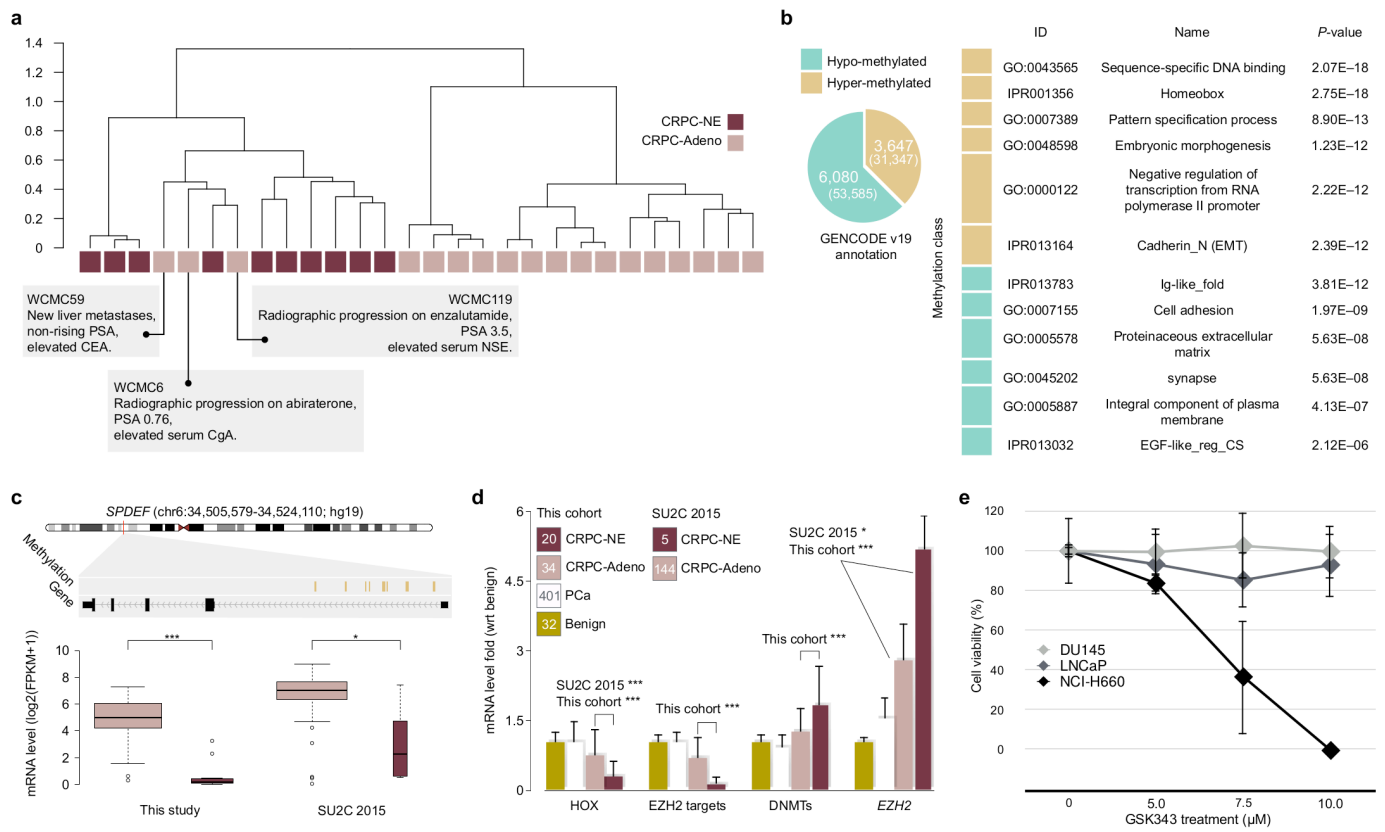 a
1.4
1.2
1.0
0.8
0.6
0.4
0.2
0
CRPC-NE
CRPC-Adeno
WCMC59
New liver metastases,
non-rising PSA,
elevated CEA.
WCMC119
Radiographic progression on enzalutamide,
PSA 3.5,
elevated serum NSE.
WCMC6
Radiographic progression on abiraterone,
PSA 0.76,
elevated serum CgA.
b
Hypo-methylated
Hyper-methylated
3,647
(31,347)
6,080
(53,585)
GENCODE v19
annotation
Methylation class
ID Name P-value
GO:0043565 Sequence-specific DNA binding 2.07E–18
IPR001356 Homeobox 2.75E–18
GO:0007389 Pattern specification process 8.90E–13
GO:0048598 Embryonic morphogenesis 1.23E–12
Negative regulation of
GO:0000122 transcription from RNA 2.22E–12
polymerase II promoter
IPR013164 Cadherin_N (EMT) 2.39E–12
IPR013783 Ig-like_fold 3.81E–12
GO:0007155 Cell adhesion 1.97E–09
GO:0005578 Proteinaceous extracellular 5.63E–08
matrix
GO:0045202 synapse 5.63E–08
GO:0005887 Integral component of plasma 4.13E–07
membrane
IPR013032 EGF-like_reg_CS 2.12E–06
c
SPDEF (chr6:34,505,579-34,524,110; hg19)
Methylation
Gene
mRNA level (log2(FPKM+1))
10
8
6
4
2
0
***
*
This study
SU2C 2015
d
mRNA level fold (wrt benign)
6
4.5
3
1.5
0
This cohort SU2C 2015
20 CRPC-NE 5 CRPC-NE
34 CRPC-Adeno 144 CRPC-Adeno
401 PCa
32 Benign
SU2C 2015 *
This cohort ***
This cohort ***
SU2C 2015 ***
This cohort ***
This cohort ***
HOX
EZH2 targets
DNMTs
EZH2
e
Cell viability (%)
120
100
80
60
40
20
0
DU145
LNCaP
NCI-H660
0 5.0 7.5 10.0
GSK343 treatment (μM)